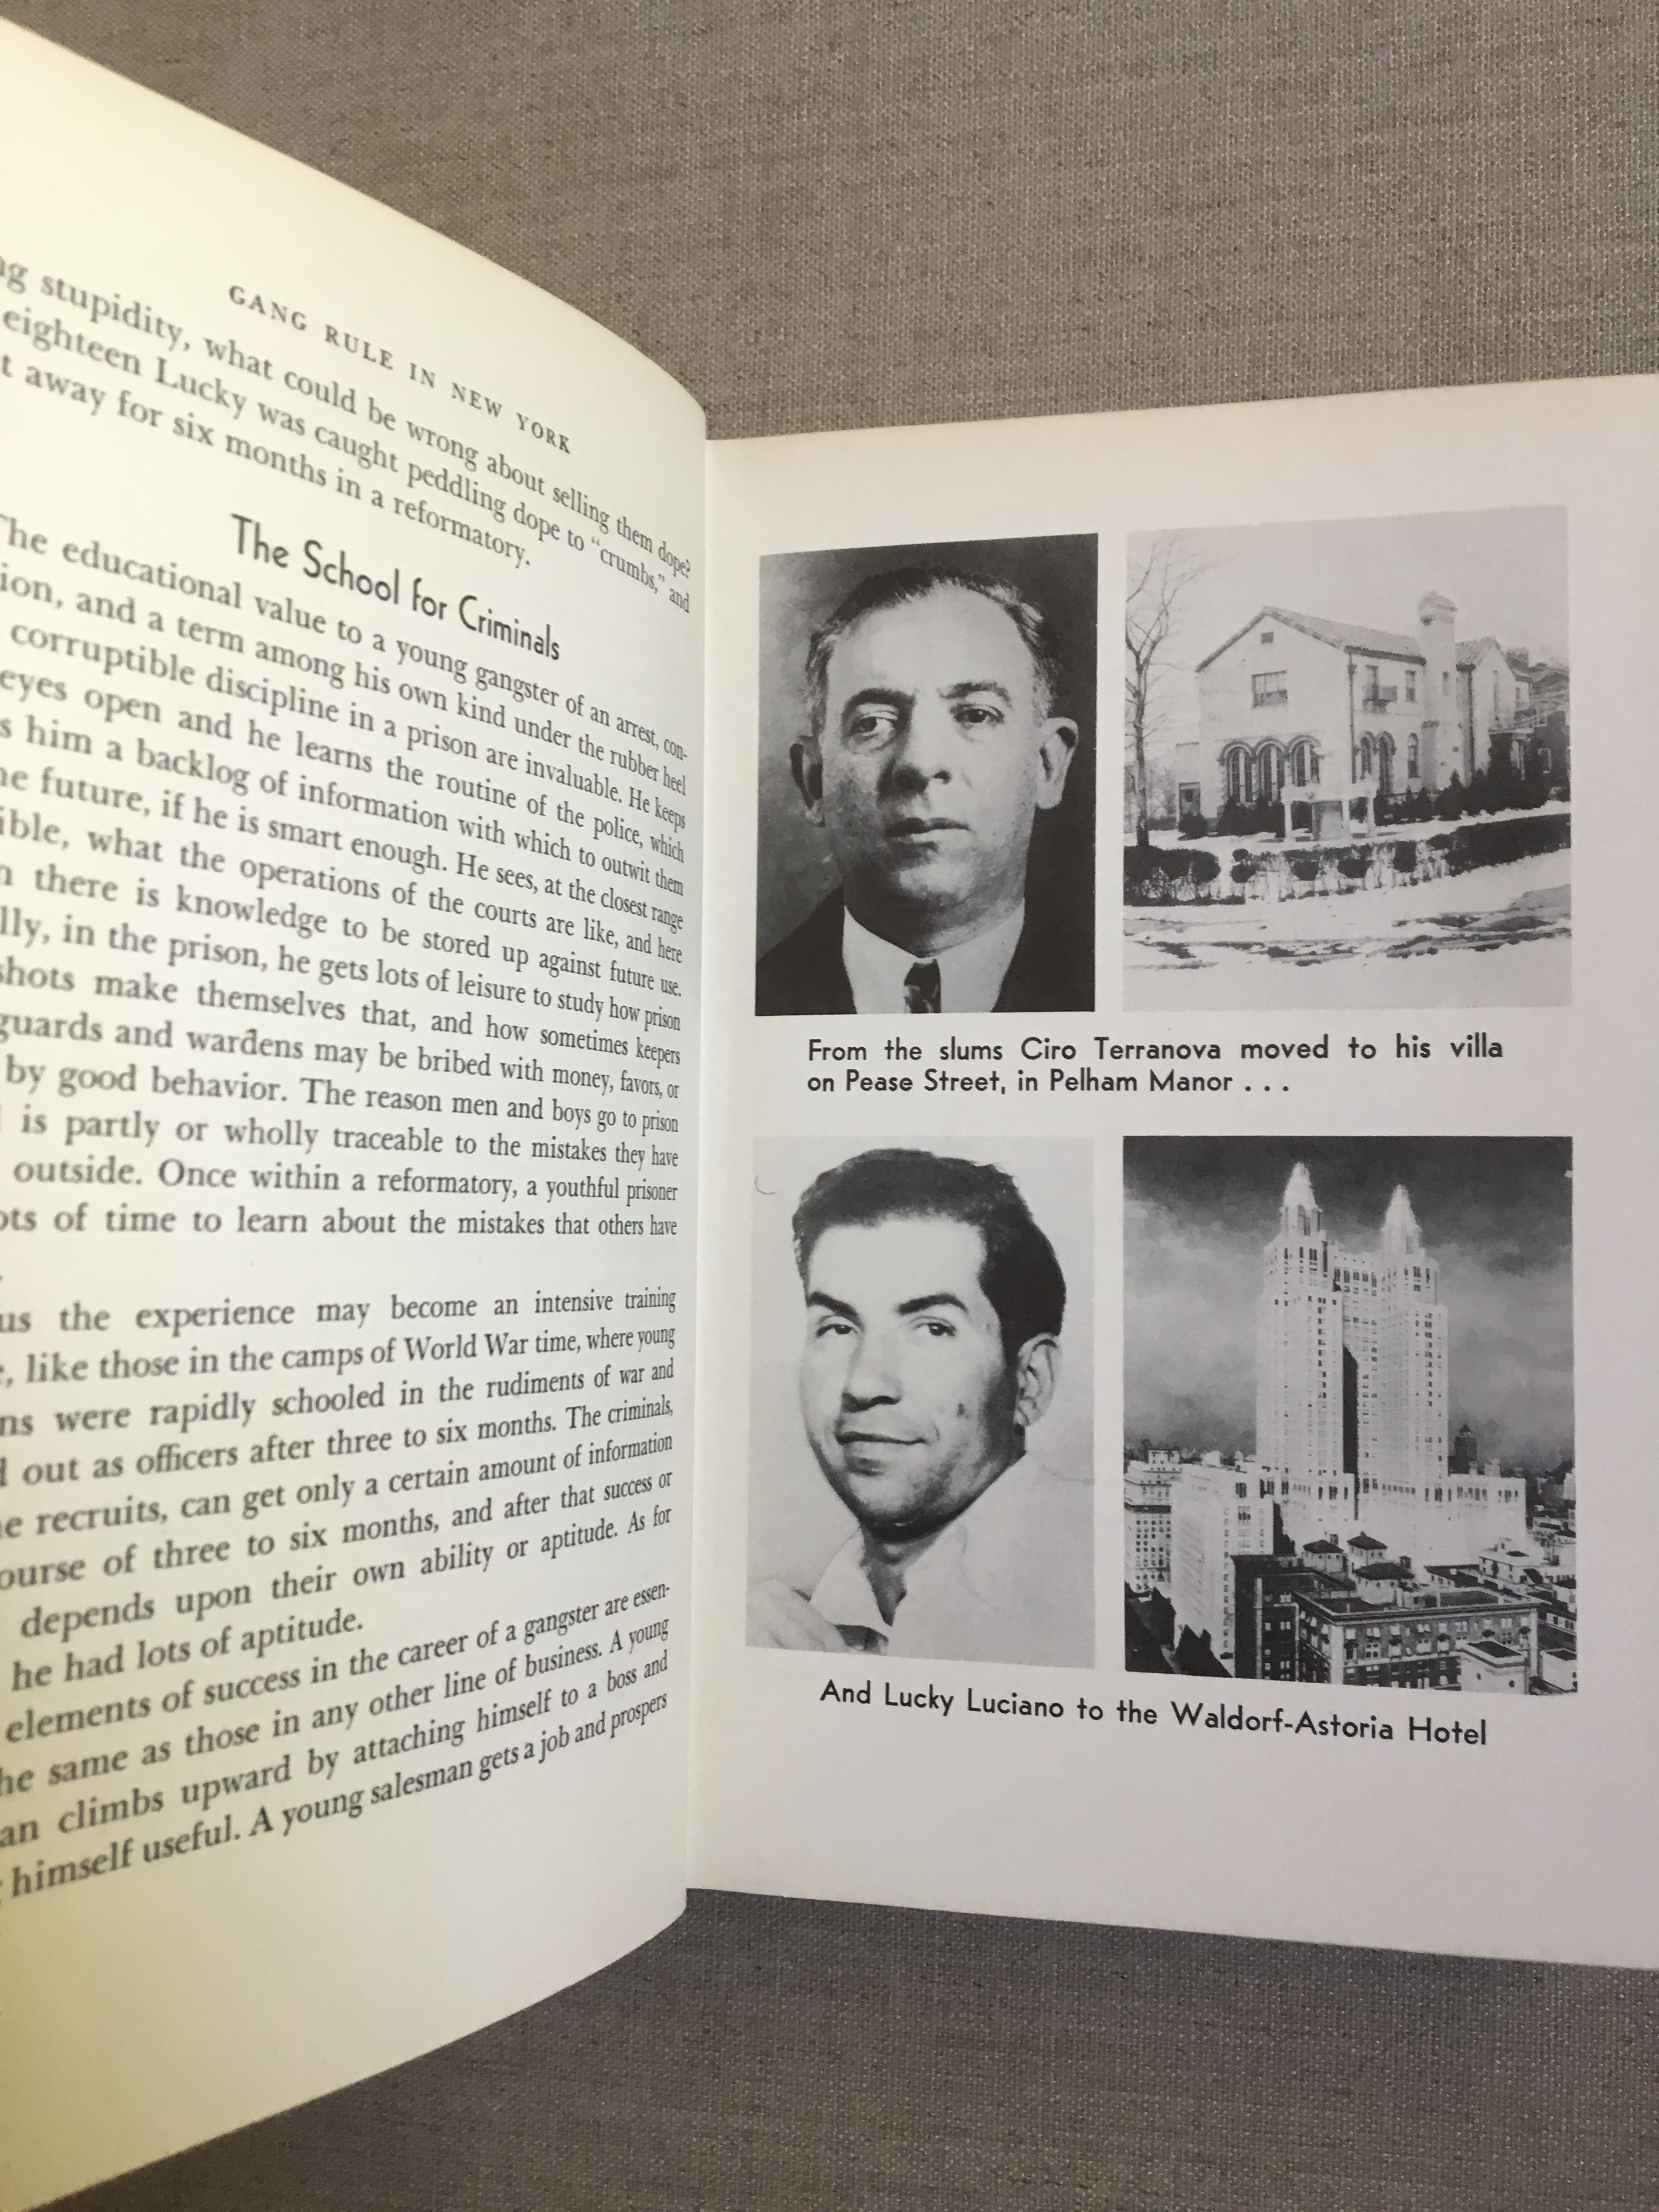 GANG RULE IN NEW YORK
stupidity, what could be wrong about selling them dope?
eighteen Lucky was caught peddling dope to “crumbs,” and
away for six months in a reformatory.
The School for Criminals
The educational value to a young gangster of an arrest, con-
and a term among his own kind under the rubber heel
corruptible discipline in a prison are invaluable. He keeps
eyes open and he learns the routine of the police, which
him a backlog of information with which to outwit them
future, if he is smart enough. He sees, at the closest range
what the operations of the courts are like, and here
there is knowledge to be stored up against future use.
in the prison, he gets lots of leisure to study how prison
shots make themselves that, and how sometimes keepers
guards and wardens may be bribed with money, favors, or
by good behavior. The reason men and boys go to prison
is partly or wholly traceable to the mistakes they have
outside. Once within a reformatory, a youthful prisoner
of time to learn about the mistakes that others have
the experience may become an intensive training
like those in the camps of World War time, where young
were rapidly schooled in the rudiments of war and
out as officers after three to six months. The criminals,
recruits, can get only a certain amount of information
of three to six months, and after that success or
depends upon their own ability or aptitude. As for
he had lots of aptitude.
elements of success in the career of a gangster are essen-
same as those in any other line of business. A young
climbs upward by attaching himself to a boss and
himself useful. A young salesman gets a job and prospers
From the slums Ciro Terranova moved to his villa
on Pease Street, in Pelham Manor . . .
And Lucky Luciano to the Waldorf-Astoria Hotel